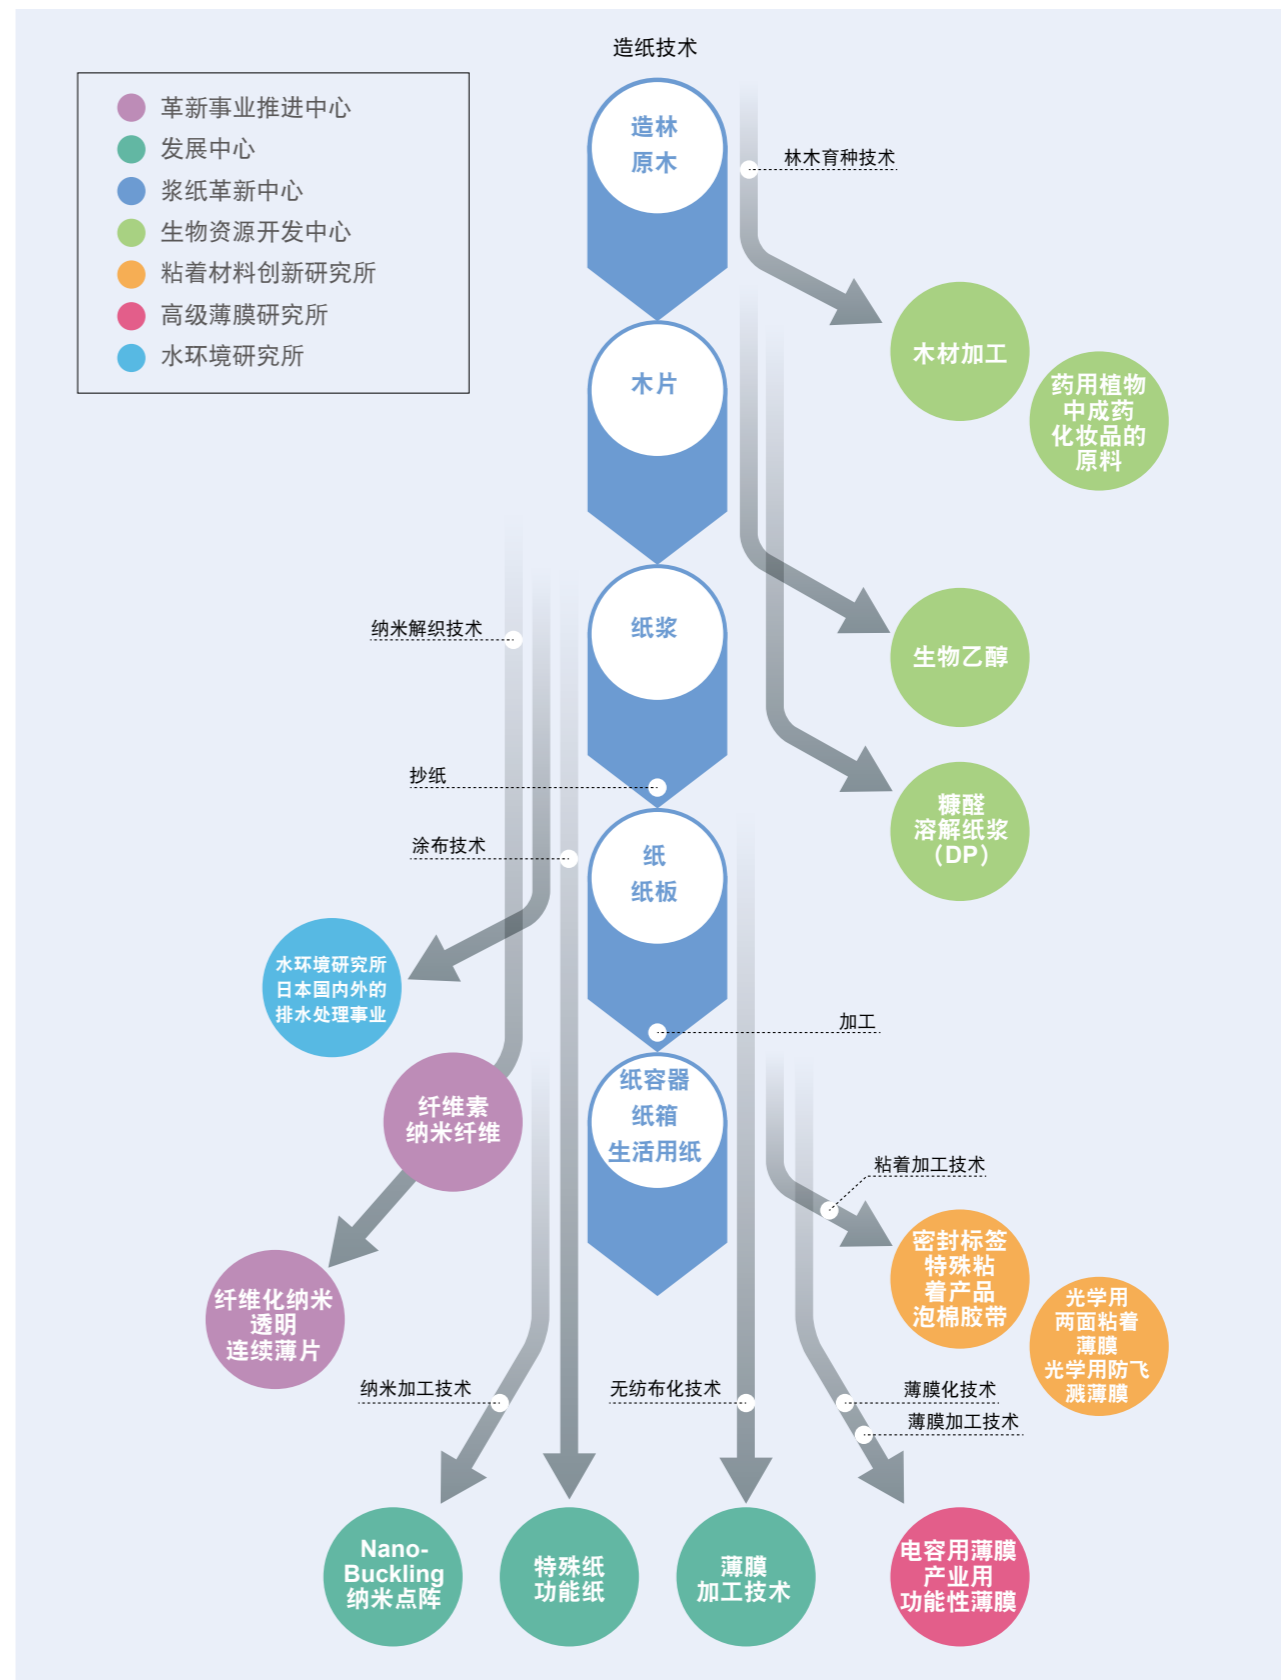 造纸技术
革新事业推进中心
发展中心
浆纸革新中心
生物资源开发中心
粘着材料创新研究所
高级薄膜研究所
水环境研究所
造林
原木
林木育种技术
木材加工
药用植物
中成药
化妆品的
原料
木片
纸浆
纳米解织技术
生物乙醇
抄纸
糠醛
溶解纸浆
（DP）
涂布技术
纸
纸板
水环境研究所
日本国内外的
排水处理事业
加工
纸容器
纸箱
生活用纸
纤维素
纳米纤维
粘着加工技术
密封标签
特殊粘
着产品
泡棉胶带
光学用
两面粘着
薄膜
光学用防飞
溅薄膜
纤维化纳米
透明
连续薄片
纳米加工技术
无纺布化技术
薄膜化技术
薄膜加工技术
Nano-
Buckling
纳米点阵
特殊纸
功能纸
薄膜
加工技术
电容用薄膜
产业用
功能性薄膜